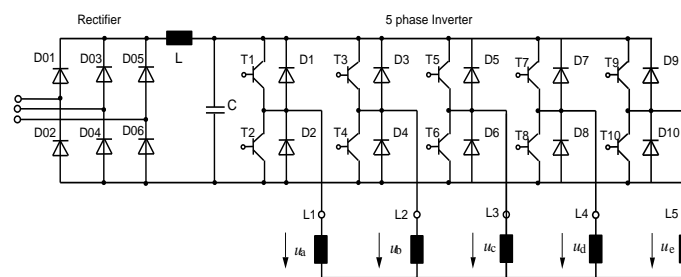 Rectifier 5 phase Inverter
D01 D03 D05 L T1 D1 T3 D3 T5 D5 T7 D7 T9 D9
C
D02 D04 D06 T2 D2 T4 D4 T6 D6 T8 D8 T10 D10
L1 L2 L3 L4 L5
ua ub uc ud ue